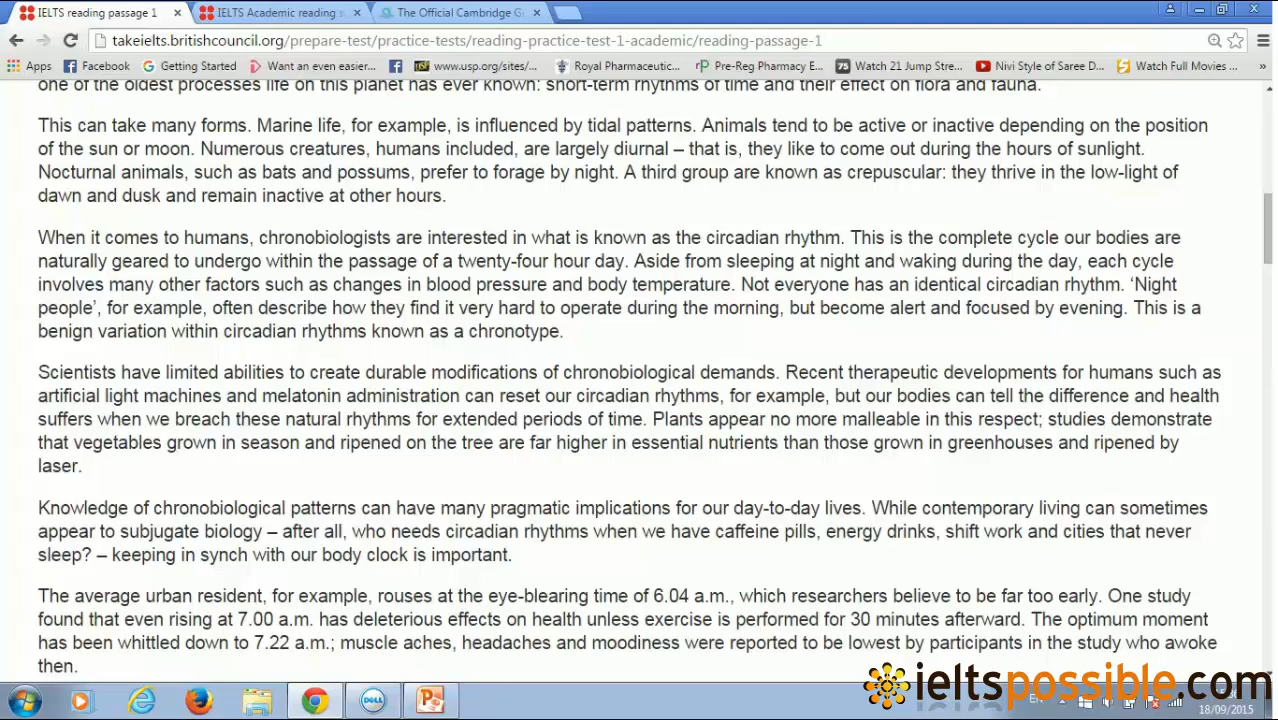 IELTS reading passage 1
IELTS Academic reading s
The Official Cambridge G
takeielts.britishcouncil.org/prepare-test/practice-tests/reading-practice-test-1-academic/reading-passage-1
Apps Facebook Getting Started Want an even easier... www.usp.org/sites/... Royal Pharmaceutic... Pre-Reg Pharmacy E... 75 Watch 21 Jump Stre... Nivi Style of Saree D... Watch Full Movies ... »
one of the oldest processes life on this planet has ever known: short-term rhythms of time and their effect on flora and fauna.
This can take many forms. Marine life, for example, is influenced by tidal patterns. Animals tend to be active or inactive depending on the position
of the sun or moon. Numerous creatures, humans included, are largely diurnal – that is, they like to come out during the hours of sunlight.
Nocturnal animals, such as bats and possums, prefer to forage by night. A third group are known as crepuscular: they thrive in the low-light of
dawn and dusk and remain inactive at other hours.
When it comes to humans, chronobiologists are interested in what is known as the circadian rhythm. This is the complete cycle our bodies are
naturally geared to undergo within the passage of a twenty-four hour day. Aside from sleeping at night and waking during the day, each cycle
involves many other factors such as changes in blood pressure and body temperature. Not everyone has an identical circadian rhythm. ‘Night
people’, for example, often describe how they find it very hard to operate during the morning, but become alert and focused by evening. This is a
benign variation within circadian rhythms known as a chronotype.
Scientists have limited abilities to create durable modifications of chronobiological demands. Recent therapeutic developments for humans such as
artificial light machines and melatonin administration can reset our circadian rhythms, for example, but our bodies can tell the difference and health
suffers when we breach these natural rhythms for extended periods of time. Plants appear no more malleable in this respect; studies demonstrate
that vegetables grown in season and ripened on the tree are far higher in essential nutrients than those grown in greenhouses and ripened by
laser.
Knowledge of chronobiological patterns can have many pragmatic implications for our day-to-day lives. While contemporary living can sometimes
appear to subjugate biology – after all, who needs circadian rhythms when we have caffeine pills, energy drinks, shift work and cities that never
sleep? – keeping in synch with our body clock is important.
The average urban resident, for example, rouses at the eye-blearing time of 6.04 a.m., which researchers believe to be far too early. One study
found that even rising at 7.00 a.m. has deleterious effects on health unless exercise is performed for 30 minutes afterward. The optimum moment
has been whittled down to 7.22 a.m.; muscle aches, headaches and moodiness were reported to be lowest by participants in the study who awoke
then.
ieltspossible.com
DELL
EN
18/09/2015